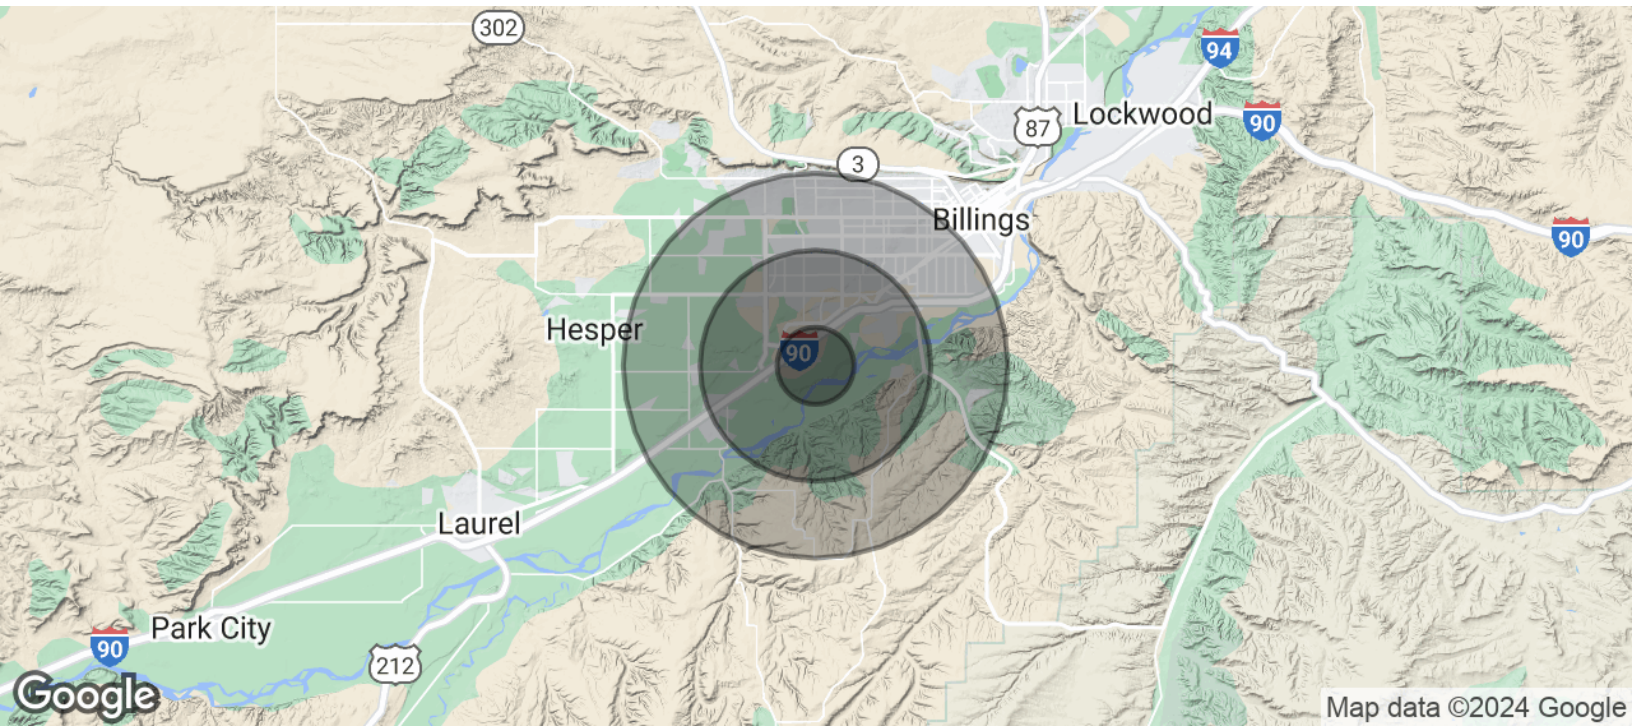 302
94
Lockwood
90
87
3
Billings
90
Hesper
90
Laurel
Park City
90
212
Google
Map data ©2024 Google